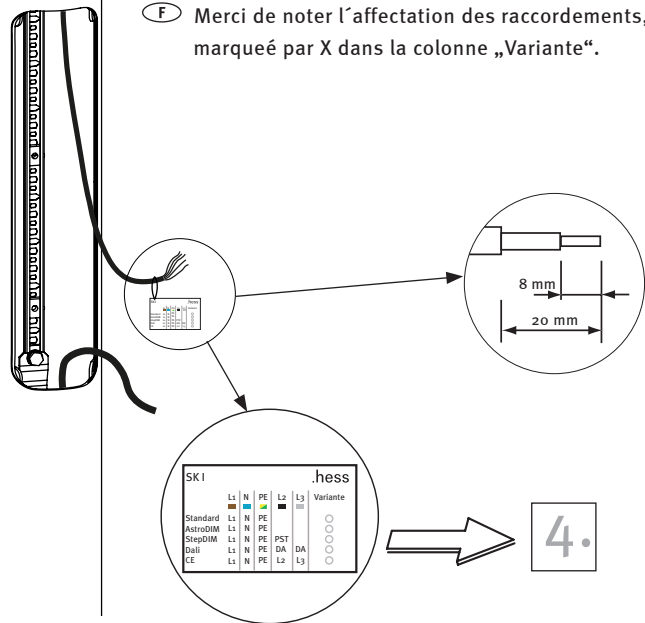 F Merci de noter l´affectation des raccordements,
marqueé par X dans la colonne „Variante“.
8 mm
20 mm
SKI .hess
L1 N PE L2 L3 Variante
Standard L1 N PE
AstroDIM L1 N PE
StepDIM L1 N PE PST
Dali L1 N PE DA DA
CE L1 N PE L2 L3
4.